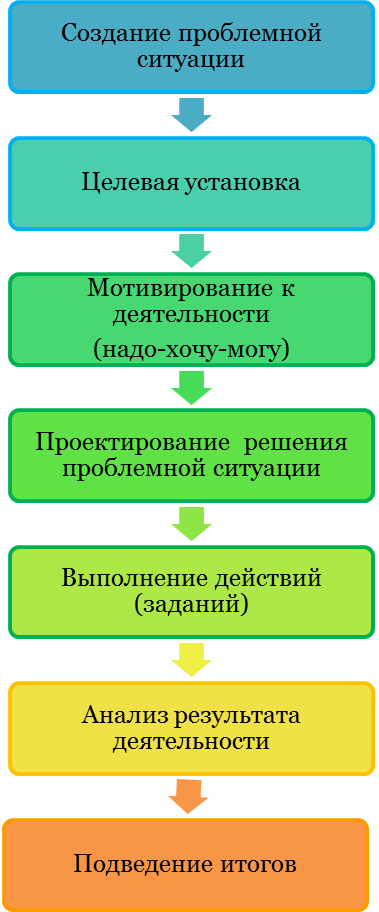 Создание проблемной
ситуации
Целевая установка
Мотивирование к
деятельности
(надо-хочу-могу)
Проектирование  решения
проблемной ситуации
Выполнение действий
(заданий)
Анализ результата
деятельности
Подведение итогов